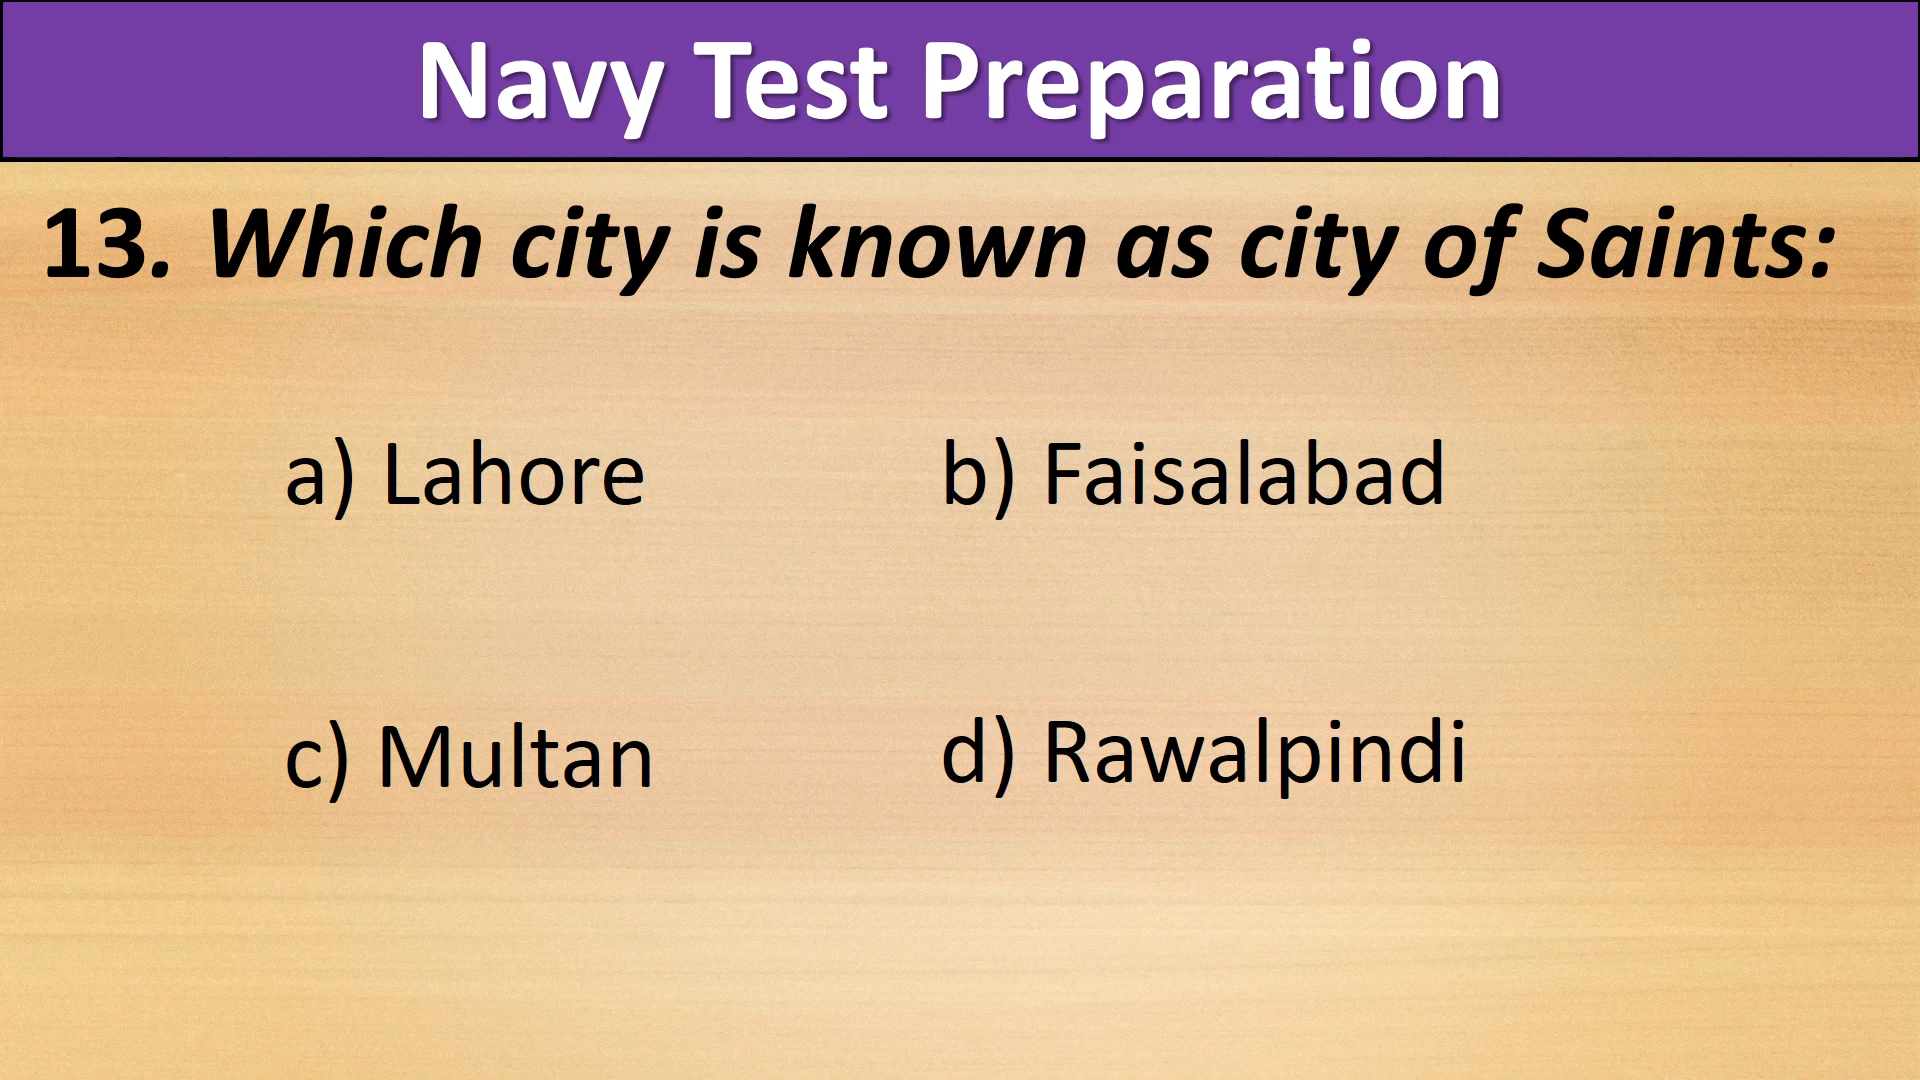 Navy Test Preparation
13. Which city is known as city of Saints:
a) Lahore
b) Faisalabad
c) Multan
d) Rawalpindi